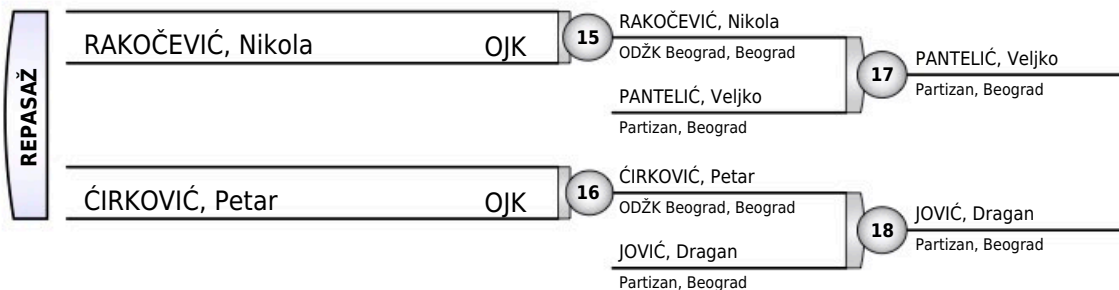 REPASAŽ
RAKOČEVIĆ, Nikola OJK
15
RAKOČEVIĆ, Nikola
ODŽK Beograd, Beograd
PANTELIĆ, Veljko
Partizan, Beograd
17
PANTELIĆ, Veljko
Partizan, Beograd
ĆIRKOVIĆ, Petar OJK
16
ĆIRKOVIĆ, Petar
ODŽK Beograd, Beograd
JOVIĆ, Dragan
Partizan, Beograd
18
JOVIĆ, Dragan
Partizan, Beograd